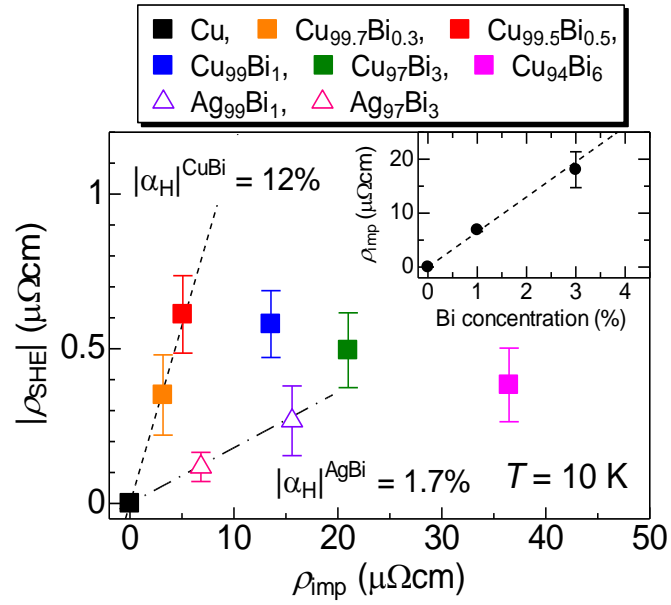 Cu, Cu99.7Bi0.3, Cu99.5Bi0.5,
Cu99Bi1, Cu97Bi3, Cu94Bi6
Ag99Bi1, Ag97Bi3
|αH|CuBi = 12%
|αH|AgBi = 1.7%
T = 10 K
|ρSHE| (μΩcm)
1
0.5
0
0 10 20 30 40 50
ρimp (μΩcm)
ρimp (μΩcm)
20
10
0
0 1 2 3 4
Bi concentration (%)